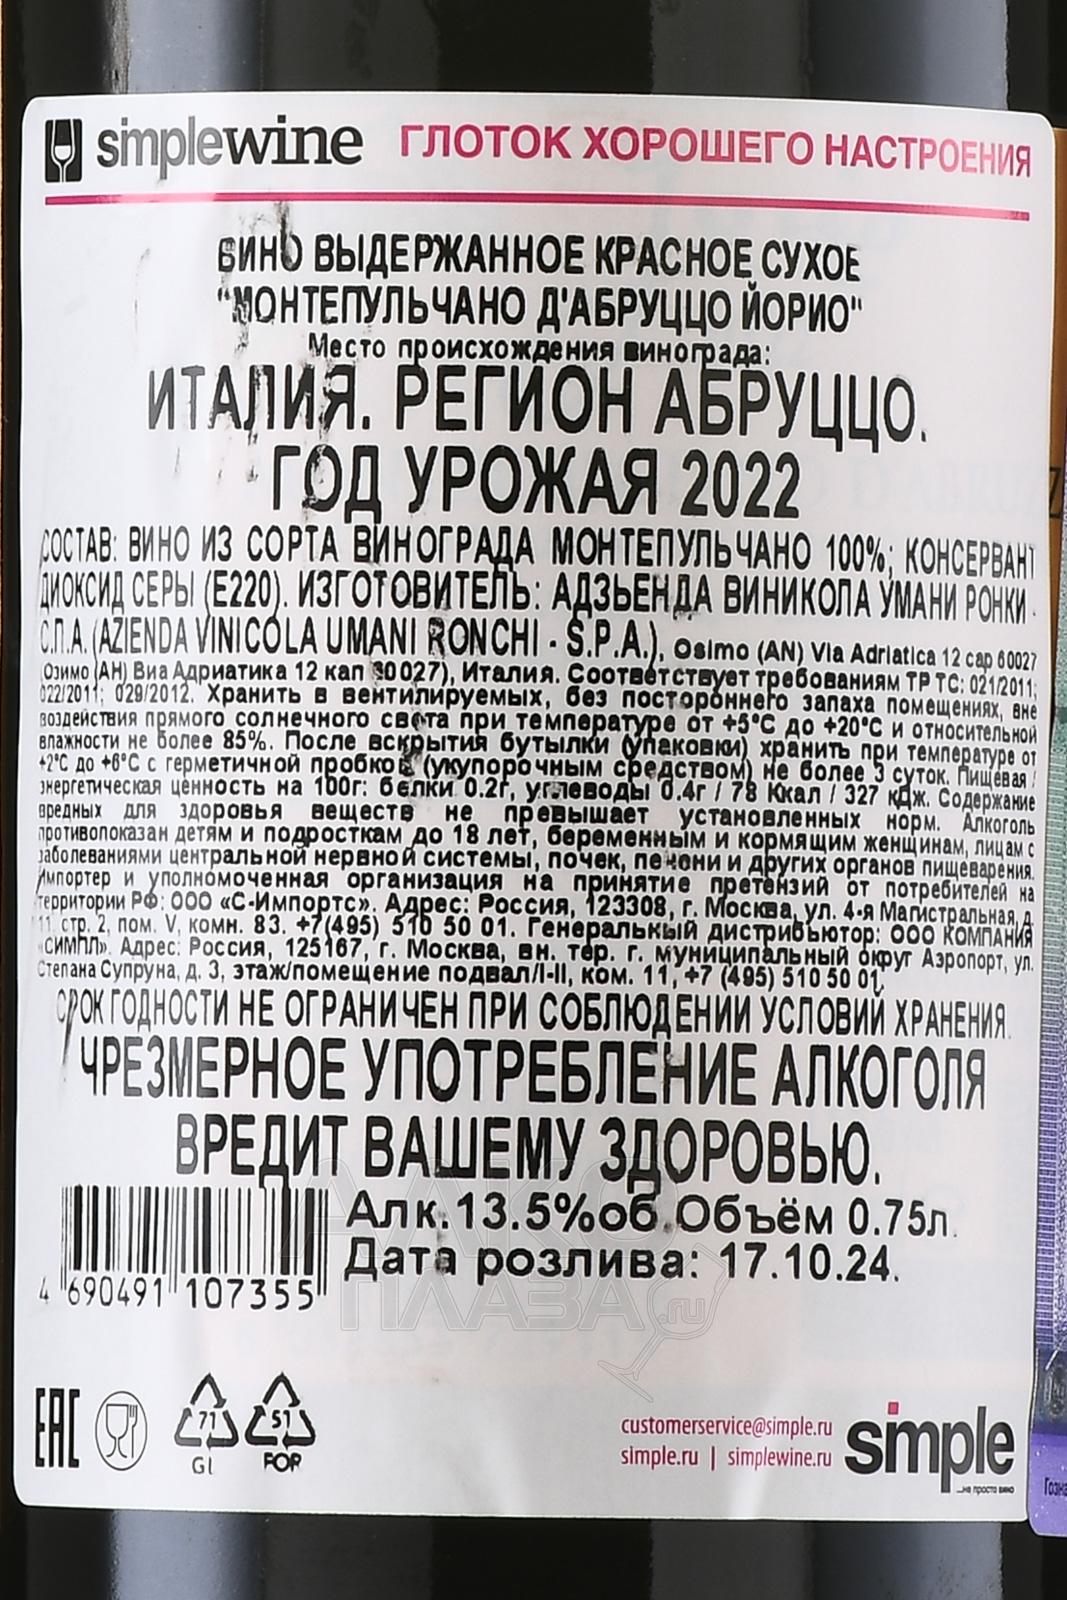 simplewine ГЛОТОК ХОРОШЕГО НАСТРОЕНИЯ
ВИНО ВЫДЕРЖАННОЕ КРАСНОЕ СУХОЕ
"МОНТЕПУЛЬЧАНО Д'АБРУЦЦО ЙОРИО"
Место происхождения винограда:
ИТАЛИЯ. РЕГИОН АБРУЦЦО.
ГОД УРОЖАЯ 2022
СОСТАВ: ВИНО ИЗ СОРТА ВИНОГРАДА МОНТЕПУЛЬЧАНО 100%; КОНСЕРВАНТ
ДИОКСИД СЕРЫ (Е220). ИЗГОТОВИТЕЛЬ: АДЗЬЕНДА ВИНИКОЛА УМАНИ РОНКИ -
С.П.А. (AZIENDA VINICOLA UMANI RONCHI - S.P.A.), Osimo (AN) Via Adriatica 12 cap 60027
(Озимо (АН) Виа Адриатика 12 кап 60027), Италия. Соответствует требованиям ТР ТС: 021/2011;
022/2011; 029/2012. Хранить в вентилируемых, без постороннего запаха помещениях, вне
воздействия прямого солнечного света при температуре от +5°С до +20°С и относительной
влажности не более 85%. После вскрытия бутылки (упаковки) хранить при температуре от
+2°С до +6°С с герметичной пробкой (укупорочным средством) не более 3 суток. Пищевая /
энергетическая ценность на 100г: белки 0.2г, углеводы 0.4г / 78 Ккал / 327 кДж. Содержание
вредных для здоровья веществ не превышает установленных норм. Алкоголь
противопоказан детям и подросткам до 18 лет, беременным и кормящим женщинам, лицам с
заболеваниями центральной нервной системы, почек, печени и других органов пищеварения.
Импортер и уполномоченная организация на принятие претензий от потребителей на
территории РФ: ООО «С-Импортс». Адрес: Россия, 123308, г. Москва, ул. 4-я Магистральная, д.
11, стр. 2, пом. V, комн. 83. +7(495) 510 50 01. Генеральный дистрибьютор: ООО КОМПАНИЯ
«СИМПЛ». Адрес: Россия, 125167, г. Москва, вн. тер. г. муниципальный округ Аэропорт, ул.
Степана Супруна, д. 3, этаж/помещение подвал/I-II, ком. 11, +7 (495) 510 50 01.
СРОК ГОДНОСТИ НЕ ОГРАНИЧЕН ПРИ СОБЛЮДЕНИИ УСЛОВИЙ ХРАНЕНИЯ.
ЧРЕЗМЕРНОЕ УПОТРЕБЛЕНИЕ АЛКОГОЛЯ
ВРЕДИТ ВАШЕМУ ЗДОРОВЬЮ.
Алк.13.5%об.Объём 0.75л.
Дата розлива: 17.10.24.
4 690491 107355
АЛКО
ПЛАЗА.ru
EAC 71 51
GL FOR
customerservice@simple.ru
simple.ru | simplewine.ru
simple
...не просто вино